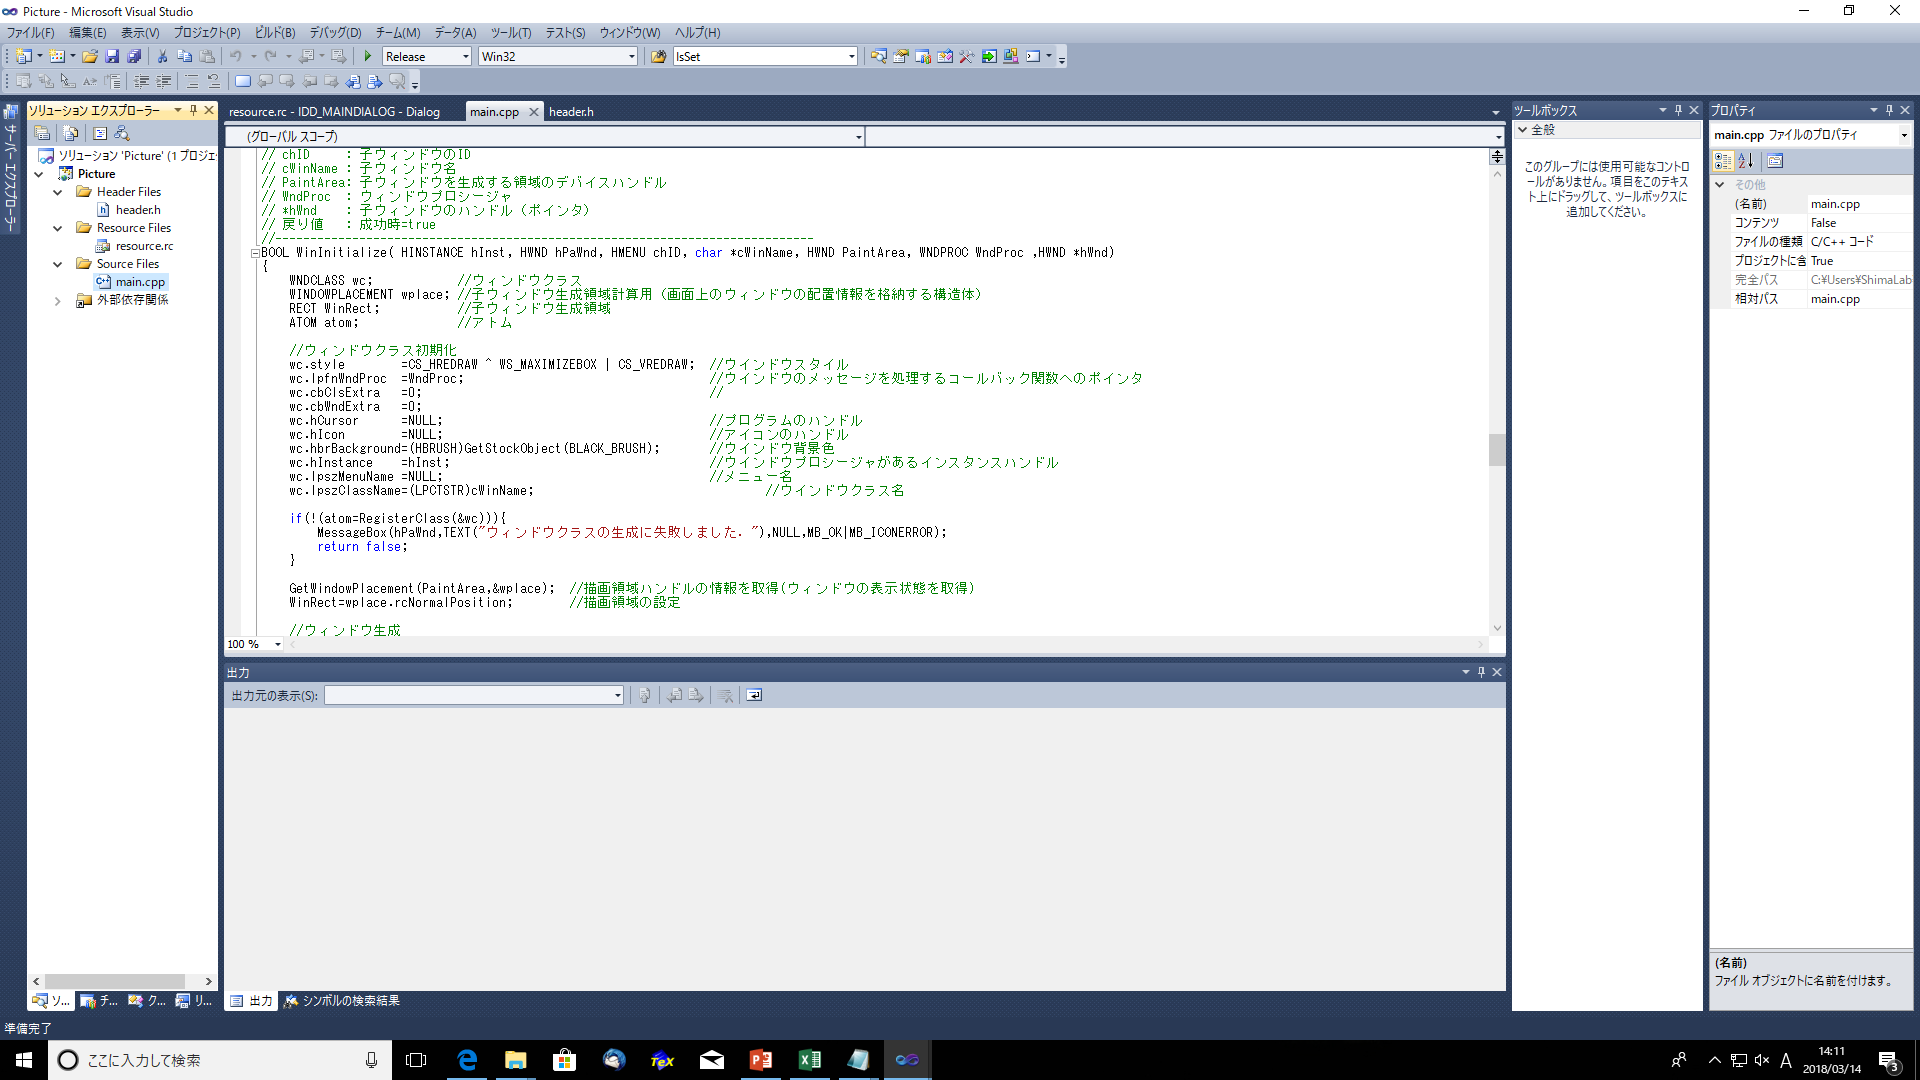 Picture - Microsoft Visual Studio
ファイル(F) 編集(E) 表示(V) プロジェクト(P) ビルド(B) デバッグ(D) チーム(M) データ(A) ツール(T) テスト(S) ウィンドウ(W) ヘルプ(H)
Release Win32 IsSet
サーバー エクスプローラー
ソリューション エクスプローラー
ソリューション 'Picture' (1 プロジェ
Picture
Header Files
header.h
Resource Files
resource.rc
Source Files
main.cpp
外部依存関係
ソ... チ... ク... リ...
resource.rc - IDD_MAINDIALOG - Dialog main.cpp header.h
(グローバル スコープ)
// chID     : 子ウィンドウのID
// cWinName : 子ウィンドウ名
// PaintArea: 子ウィンドウを生成する領域のデバイスハンドル
// WndProc  : ウィンドウプロシージャ
// *hWnd    : 子ウィンドウのハンドル（ポインタ）
// 戻り値   : 成功時=true
//-----------------------------------------------------------------------------
BOOL WinInitialize( HINSTANCE hInst, HWND hPaWnd, HMENU chID, char *cWinName, HWND PaintArea, WNDPROC WndProc ,HWND *hWnd)
{
WNDCLASS wc;            //ウィンドウクラス
WINDOWPLACEMENT wplace; //子ウィンドウ生成領域計算用（画面上のウィンドウの配置情報を格納する構造体）
RECT WinRect;           //子ウィンドウ生成領域
ATOM atom;              //アトム
//ウィンドウクラス初期化
wc.style        =CS_HREDRAW ^ WS_MAXIMIZEBOX | CS_VREDRAW;  //ウインドウスタイル
wc.lpfnWndProc  =WndProc;                                   //ウインドウのメッセージを処理するコールバック関数へのポインタ
wc.cbClsExtra   =0;                                         //
wc.cbWndExtra   =0;
wc.hCursor      =NULL;                                      //プログラムのハンドル
wc.hIcon        =NULL;                                      //アイコンのハンドル
wc.hbrBackground=(HBRUSH)GetStockObject(BLACK_BRUSH);       //ウインドウ背景色
wc.hInstance    =hInst;                                     //ウインドウプロシージャがあるインスタンスハンドル
wc.lpszMenuName =NULL;                                      //メニュー名
wc.lpszClassName=(LPCTSTR)cWinName;                                 //ウインドウクラス名
if(!(atom=RegisterClass(&wc))){
MessageBox(hPaWnd,TEXT("ウィンドウクラスの生成に失敗しました．"),NULL,MB_OK|MB_ICONERROR);
return false;
}
GetWindowPlacement(PaintArea,&wplace);  //描画領域ハンドルの情報を取得(ウィンドウの表示状態を取得)
WinRect=wplace.rcNormalPosition;        //描画領域の設定
//ウィンドウ生成
100 %
出力
出力元の表示(S):
出力 シンボルの検索結果
ツールボックス
全般
このグループには使用可能なコントロ
ールがありません。項目をこのテキス
ト上にドラッグして、ツールボックスに
追加してください。
プロパティ
main.cpp ファイルのプロパティ
その他
(名前) main.cpp
コンテンツ False
ファイルの種類 C/C++ コード
プロジェクトに含 True
完全パス C:¥Users¥ShimaLab
相対パス main.cpp
(名前)
ファイル オブジェクトに名前を付けます。
準備完了
ここに入力して検索
TeX
A
14:11
2018/03/14
3